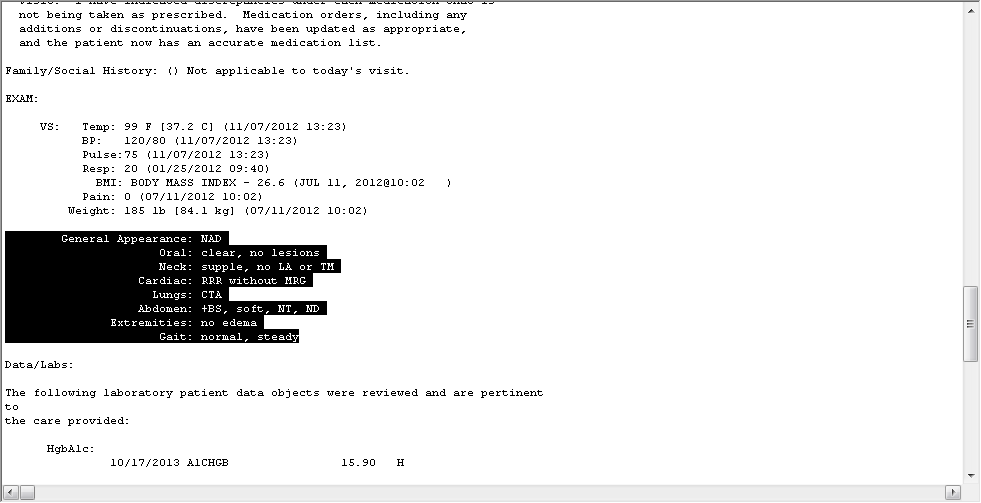 not being taken as prescribed.  Medication orders, including any
additions or discontinuations, have been updated as appropriate,
and the patient now has an accurate medication list.
Family/Social History: () Not applicable to today's visit.
EXAM:
VS:   Temp: 99 F [37.2 C] (11/07/2012 13:23)
BP:   120/80 (11/07/2012 13:23)
Pulse:75 (11/07/2012 13:23)
Resp: 20 (01/25/2012 09:40)
BMI: BODY MASS INDEX - 26.6 (JUL 11, 2012@10:02   )
Pain: 0 (07/11/2012 10:02)
Weight: 185 lb [84.1 kg] (07/11/2012 10:02)
General Appearance: NAD
Oral: clear, no lesions
Neck: supple, no LA or TM
Cardiac: RRR without MRG
Lungs: CTA
Abdomen: +BS, soft, NT, ND
Extremities: no edema
Gait: normal, steady
Data/Labs:
The following laboratory patient data objects were reviewed and are pertinent
to
the care provided:
HgbA1c:
10/17/2013 A1CHGB                15.90   H